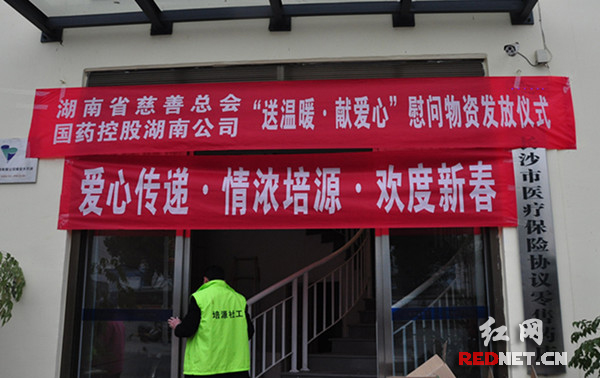 湖南省慈善总会
国药控股湖南公司
“送温暖·献爱心”慰问物资发放仪式
爱心传递·情浓培源·欢度新春
沙市医疗保险协议零售药
培源社工
红网
REDNET.CN